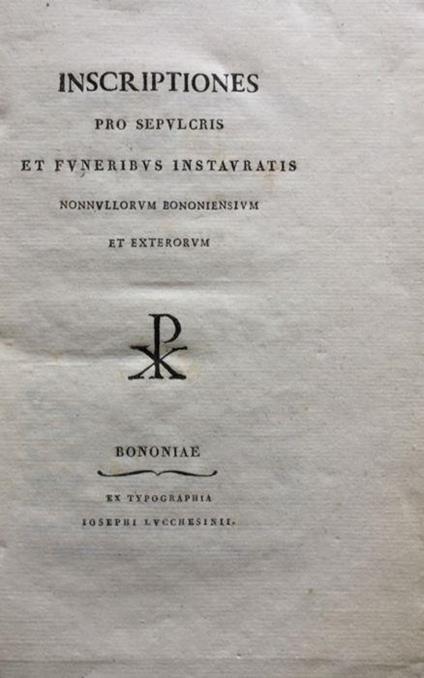 INSCRIPTIONES
PRO SEPVLCRIS
ET FVNERIBVS INSTAVRATIS
NONNVLLORVM BONONIENSIVM
ET EXTERORVM
BONONIAE
EX TYPOGRAPHIA
IOSEPHI LVCCHESINII.